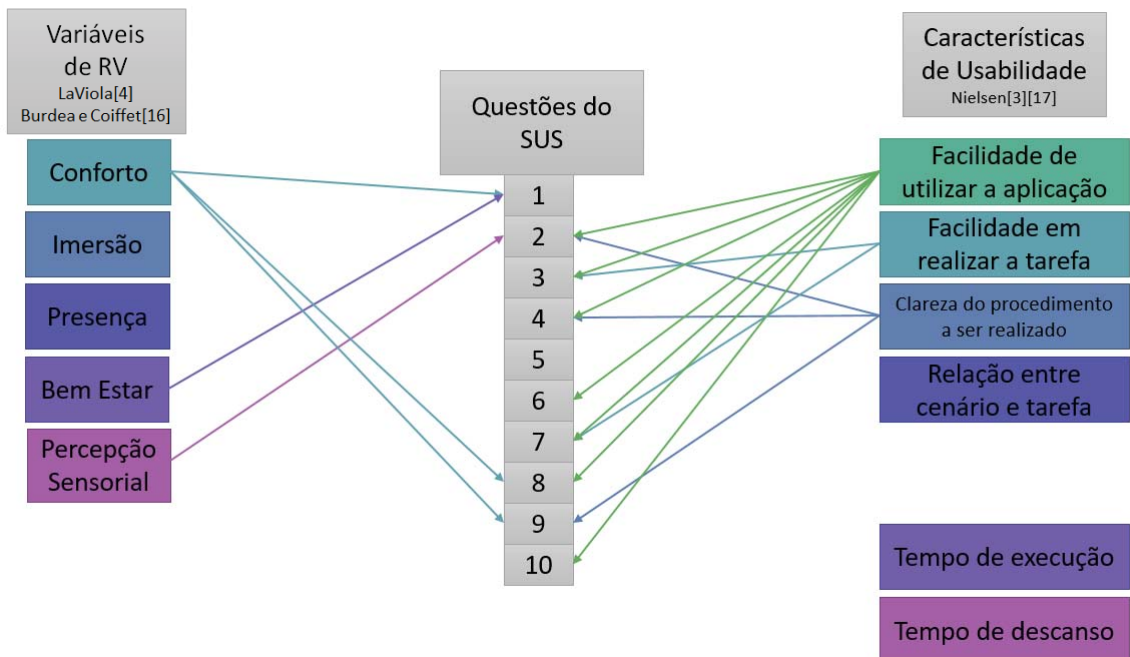 Variáveis
de RV
LaViola[4]
Burdea e Coiffet[16]
Conforto
Imersão
Presença
Bem Estar
Percepção
Sensorial
Questões do
SUS
1
2
3
4
5
6
7
8
9
10
Características
de Usabilidade
Nielsen[3][17]
Facilidade de
utilizar a aplicação
Facilidade em
realizar a tarefa
Clareza do procedimento
a ser realizado
Relação entre
cenário e tarefa
Tempo de execução
Tempo de descanso